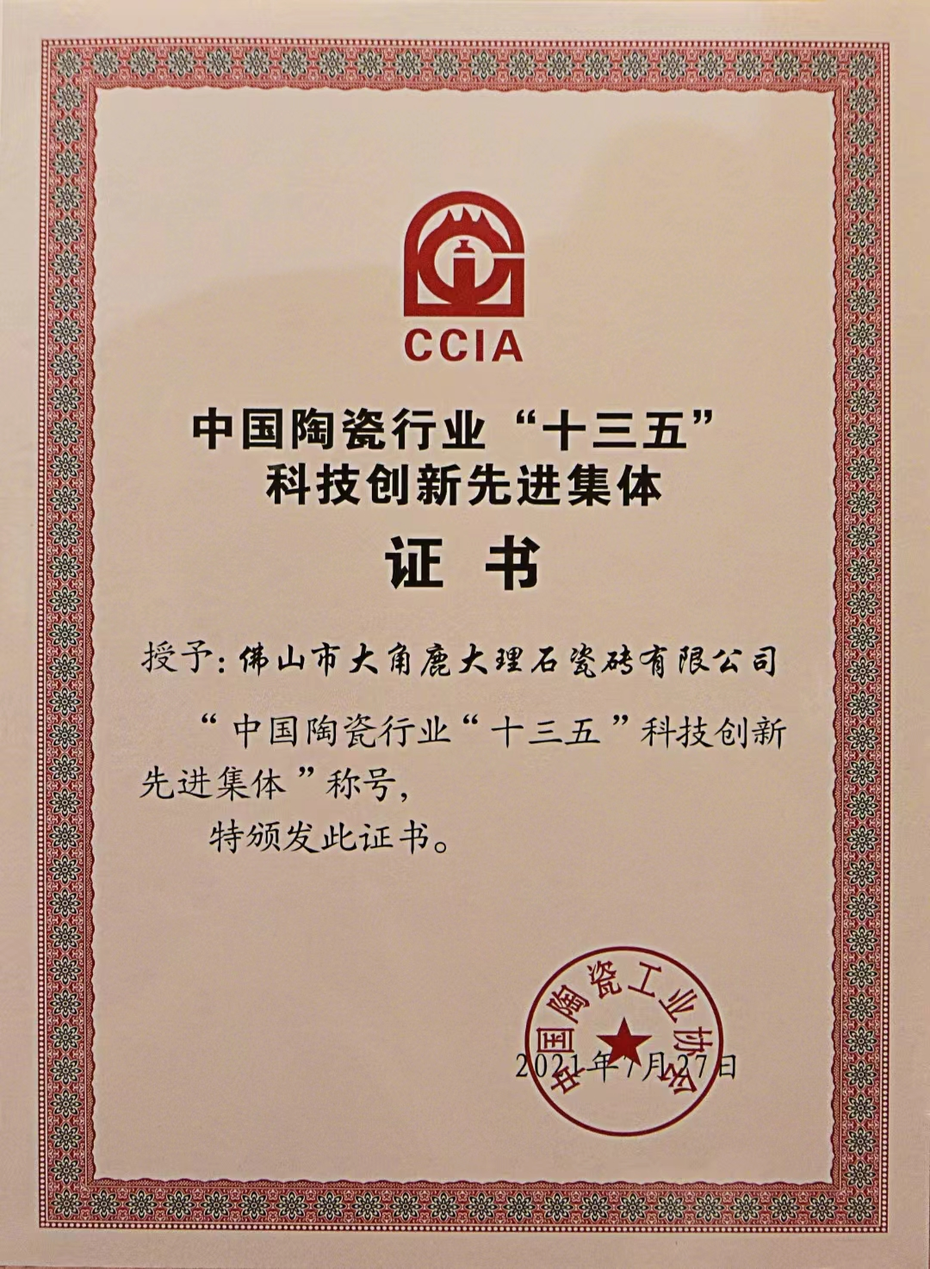 CCIA
中国陶瓷行业“十三五”
科技创新先进集体
证书
授予：佛山市大角鹿大理石瓷砖有限公司
“中国陶瓷行业“十三五”科技创新
先进集体”称号，
特颁发此证书。
中国陶瓷工业协会
2021年7月27日